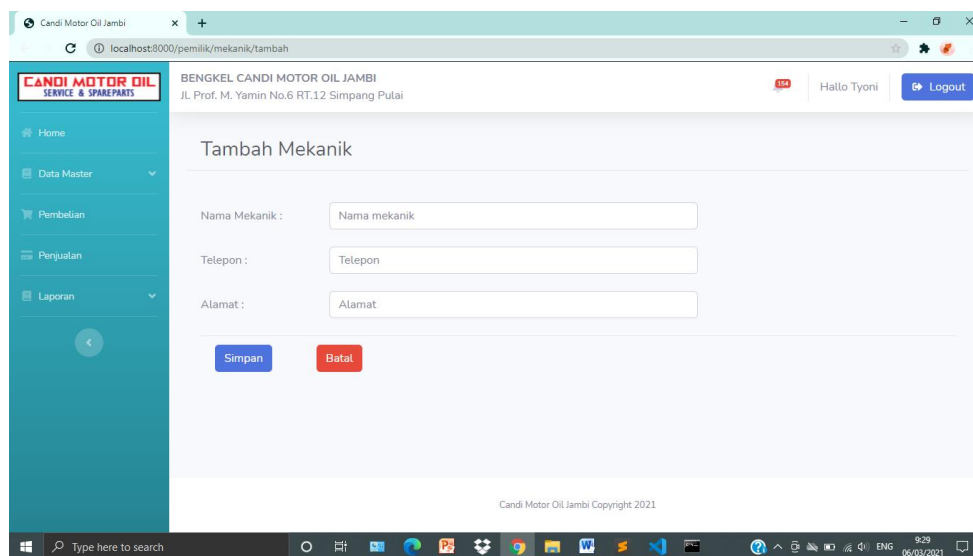 Candi Motor Oil Jambi
localhost:8000/pemilik/mekanik/tambah
CANDI MOTOR OIL
SERVICE & SPAREPARTS
BENGKEL CANDI MOTOR OIL JAMBI
JL Prof. M. Yamin No.6 RT.12 Simpang Pulai
154
Hallo Tyoni
Logout
Home
Data Master
Pembelian
Penjualan
Laporan
Tambah Mekanik
Nama Mekanik :
Nama mekanik
Telepon :
Telepon
Alamat :
Alamat
Simpan
Batal
Candi Motor Oil Jambi Copyright 2021
Type here to search
ENG
9:29
06/03/2021